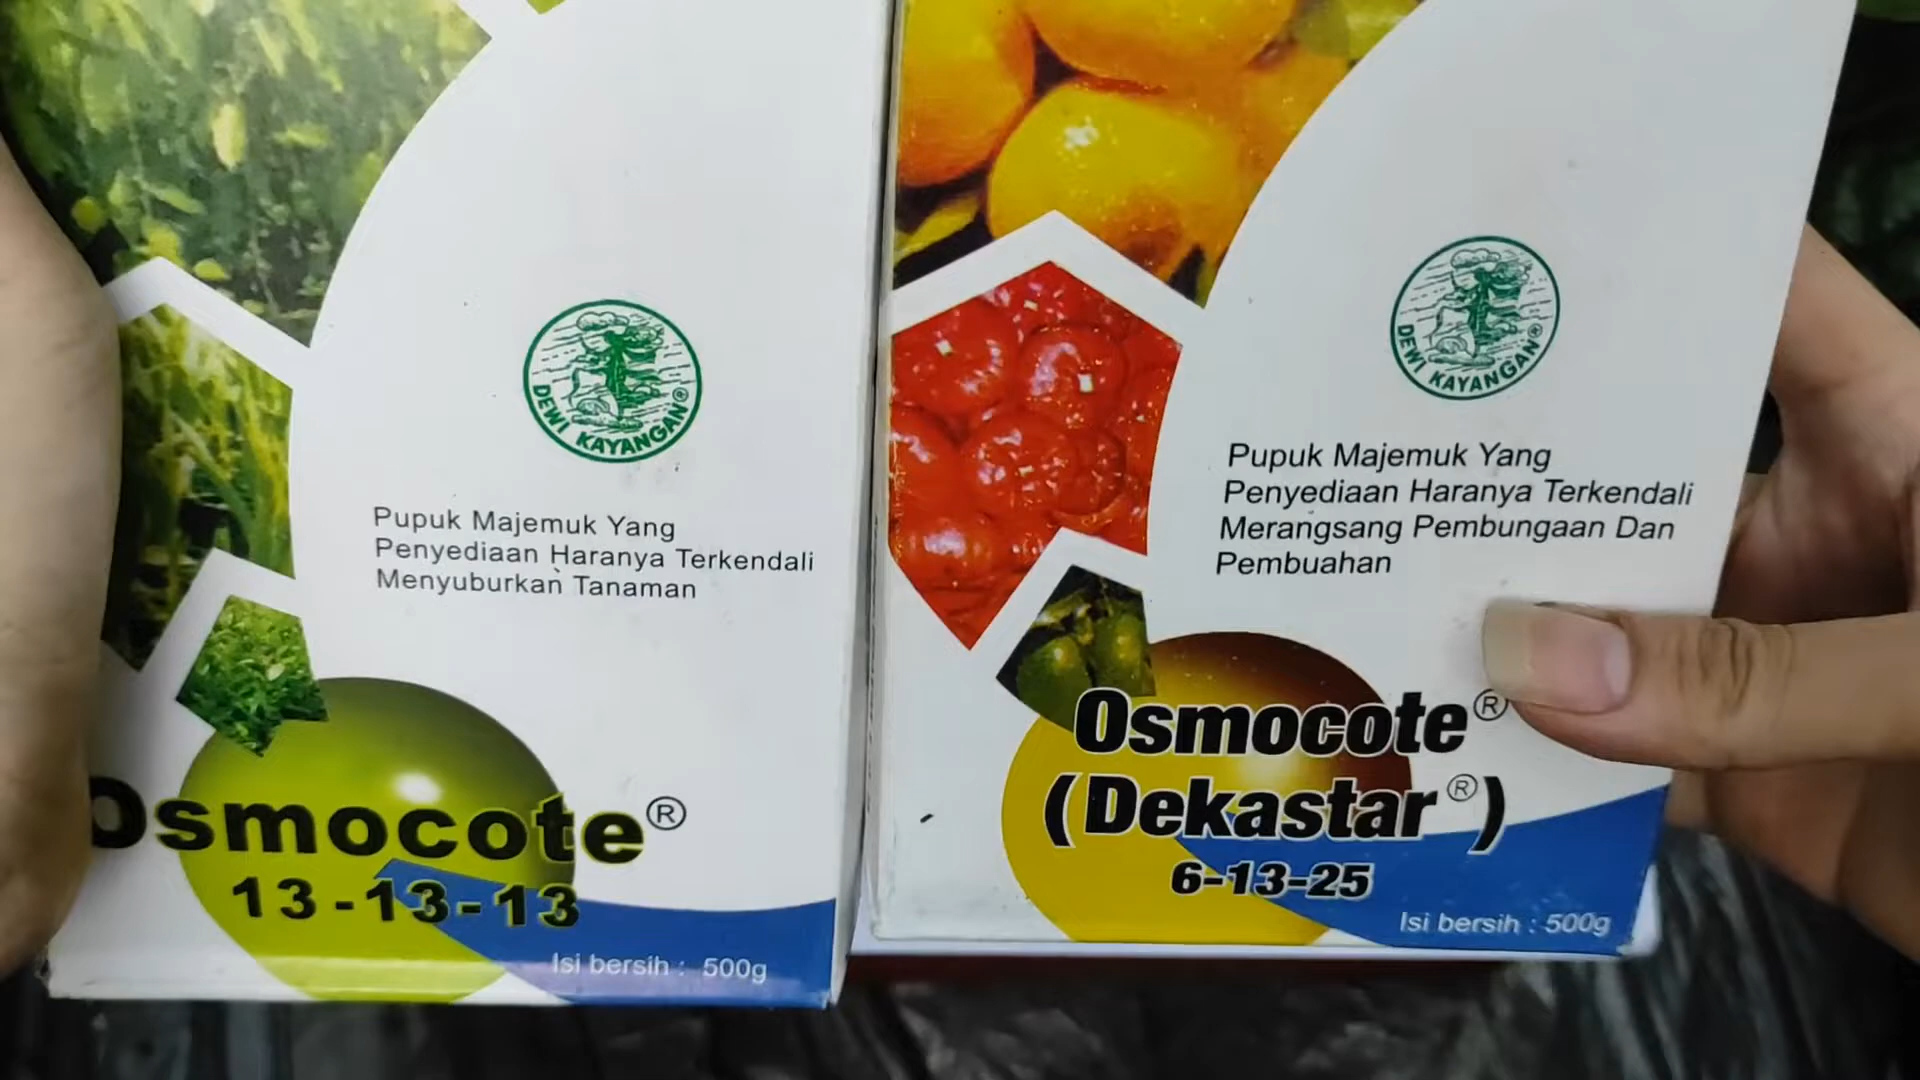 DEWI KAYANGAN®
Pupuk Majemuk Yang
Penyediaan Haranya Terkendali
Menyuburkan Tanaman
Osmocote®
13-13-13
Isi bersih : 500g
DEWI KAYANGAN®
Pupuk Majemuk Yang
Penyediaan Haranya Terkendali
Merangsang Pembungaan Dan
Pembuahan
Osmocote®
(Dekastar®)
6-13-25
Isi bersih : 500g